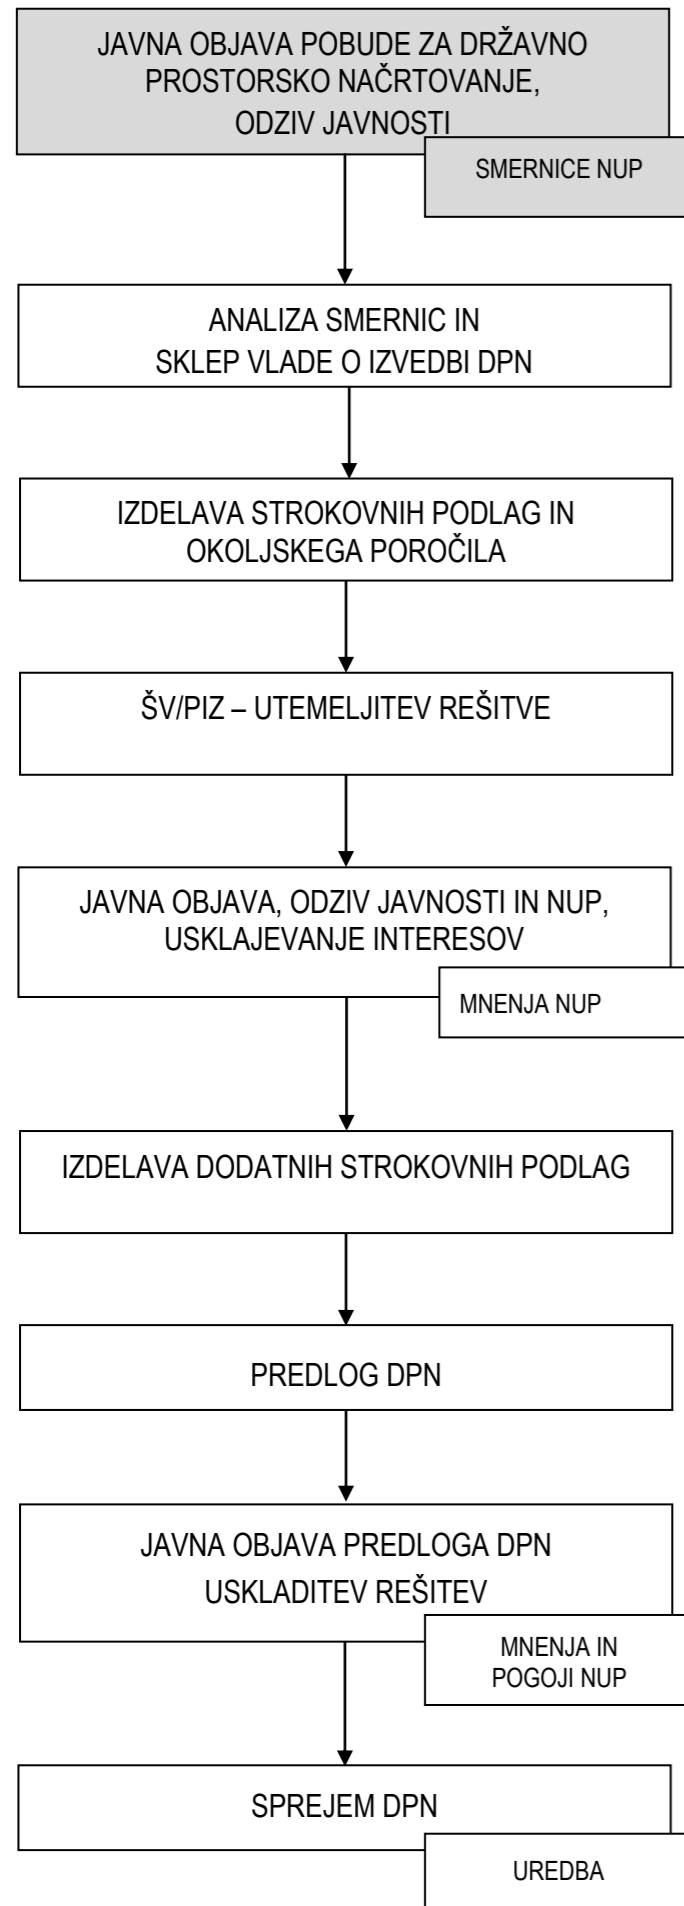 JAVNA OBJAVA POBUDE ZA DRŽAVNO
PROSTORSKO NAČRTOVANJE,
ODZIV JAVNOSTI
SMERNICE NUP
ANALIZA SMERNIC IN
SKLEP VLADE O IZVEDBI DPN
IZDELAVA STROKOVNIH PODLAG IN
OKOLJSKEGA POROČILA
ŠV/PIZ – UTEMELJITEV REŠITVE
JAVNA OBJAVA, ODZIV JAVNOSTI IN NUP,
USKLAJEVANJE INTERESOV
MNENJA NUP
IZDELAVA DODATNIH STROKOVNIH PODLAG
PREDLOG DPN
JAVNA OBJAVA PREDLOGA DPN
USKLADITEV REŠITEV
MNENJA IN
POGOJI NUP
SPREJEM DPN
UREDBA